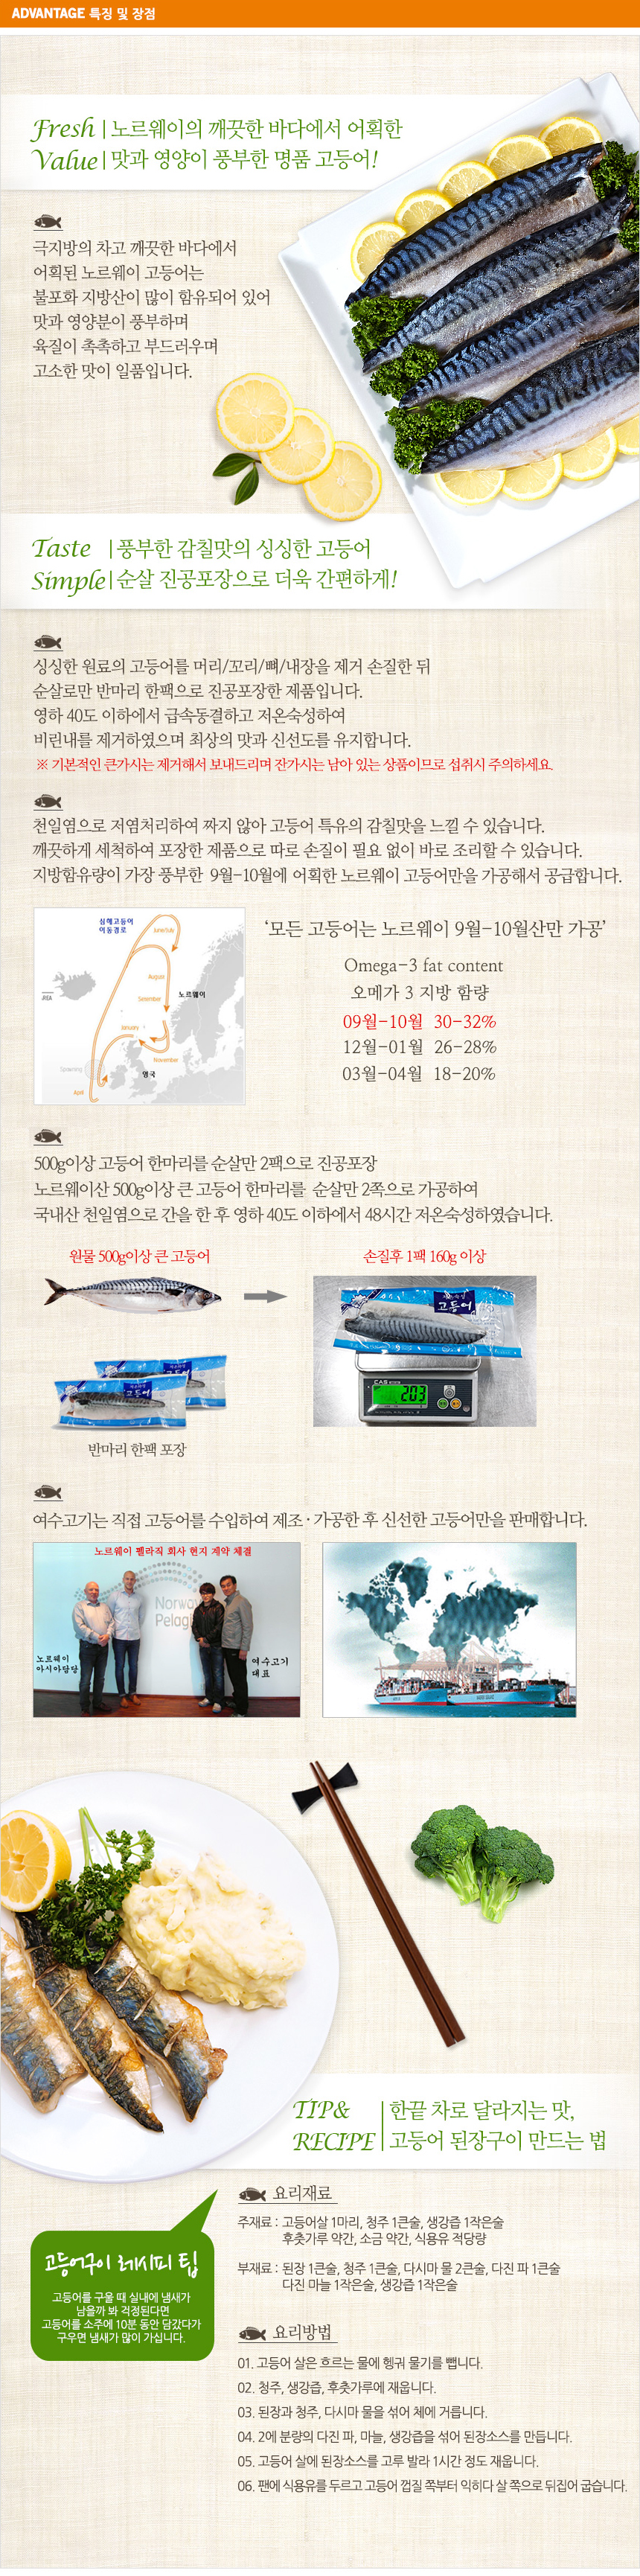 ADVANTAGE 특징 및 장점
Fresh | 노르웨이의 깨끗한 바다에서 어획한
Value | 맛과 영양이 풍부한 명품 고등어!
극지방의 차고 깨끗한 바다에서
어획된 노르웨이 고등어는
불포화 지방산이 많이 함유되어 있어
맛과 영양분이 풍부하며
육질이 촉촉하고 부드러우며
고소한 맛이 일품입니다.
Taste | 풍부한 감칠맛의 싱싱한 고등어
Simple | 순살 진공포장으로 더욱 간편하게!
싱싱한 원료의 고등어를 머리/꼬리/뼈/내장을 제거 손질한 뒤
순살로만 반마리 한팩으로 진공포장한 제품입니다.
영하 40도 이하에서 급속동결하고 저온숙성하여
비린내를 제거하였으며 최상의 맛과 신선도를 유지합니다.
※ 기본적인 큰가시는 제거해서 보내드리며 잔가시는 남아 있는 상품이므로 섭취시 주의하세요.
천일염으로 저염처리하여 짜지 않아 고등어 특유의 감칠맛을 느낄 수 있습니다.
깨끗하게 세척하여 포장한 제품으로 따로 손질이 필요 없이 바로 조리할 수 있습니다.
지방함유량이 가장 풍부한 9월-10월에 어획한 노르웨이 고등어만을 가공해서 공급합니다.
심해고등어
이동경로
June/July
August
노르웨이
January
November
영국
Spawning
April
‘모든 고등어는 노르웨이 9월-10월산만 가공’
Omega-3 fat content
오메가 3 지방 함량
09월-10월 30-32%
12월-01월 26-28%
03월-04월 18-20%
500g이상 고등어 한마리를 순살만 2팩으로 진공포장
노르웨이산 500g이상 큰 고등어 한마리를 순살만 2쪽으로 가공하여
국내산 천일염으로 간을 한 후 영하 40도 이하에서 48시간 저온숙성하였습니다.
원물 500g이상 큰 고등어
손질후 1팩 160g 이상
고등어
CAS
203
고등어
반마리 한팩 포장
여수고기는 직접 고등어를 수입하여 제조·가공한 후 신선한 고등어만을 판매합니다.
노르웨이 펠라직 회사 현지 계약 체결
Norway
Pelagi
노르웨이
아시아담당
여수고기
대표
TIP& | 한끝 차로 달라지는 맛,
RECIPE | 고등어 된장구이 만드는 법
요리재료
주재료 : 고등어살 1마리, 청주 1큰술, 생강즙 1작은술
후춧가루 약간, 소금 약간, 식용유 적당량
부재료 : 된장 1큰술, 청주 1큰술, 다시마 물 2큰술, 다진 파 1큰술
다진 마늘 1작은술, 생강즙 1작은술
고등어구이 레시피 팁
고등어를 구울 때 실내에 냄새가
남을까 봐 걱정된다면
고등어를 소주에 10분 동안 담갔다가
구우면 냄새가 많이 가십니다.
요리방법
01. 고등어 살은 흐르는 물에 헹궈 물기를 뺍니다.
02. 청주, 생강즙, 후춧가루에 재웁니다.
03. 된장과 청주, 다시마 물을 섞어 체에 거릅니다.
04. 2에 분량의 다진 파, 마늘, 생강즙을 섞어 된장소스를 만듭니다.
05. 고등어 살에 된장소스를 고루 발라 1시간 정도 재웁니다.
06. 팬에 식용유를 두르고 고등어 껍질 쪽부터 익히다 살 쪽으로 뒤집어 굽습니다.